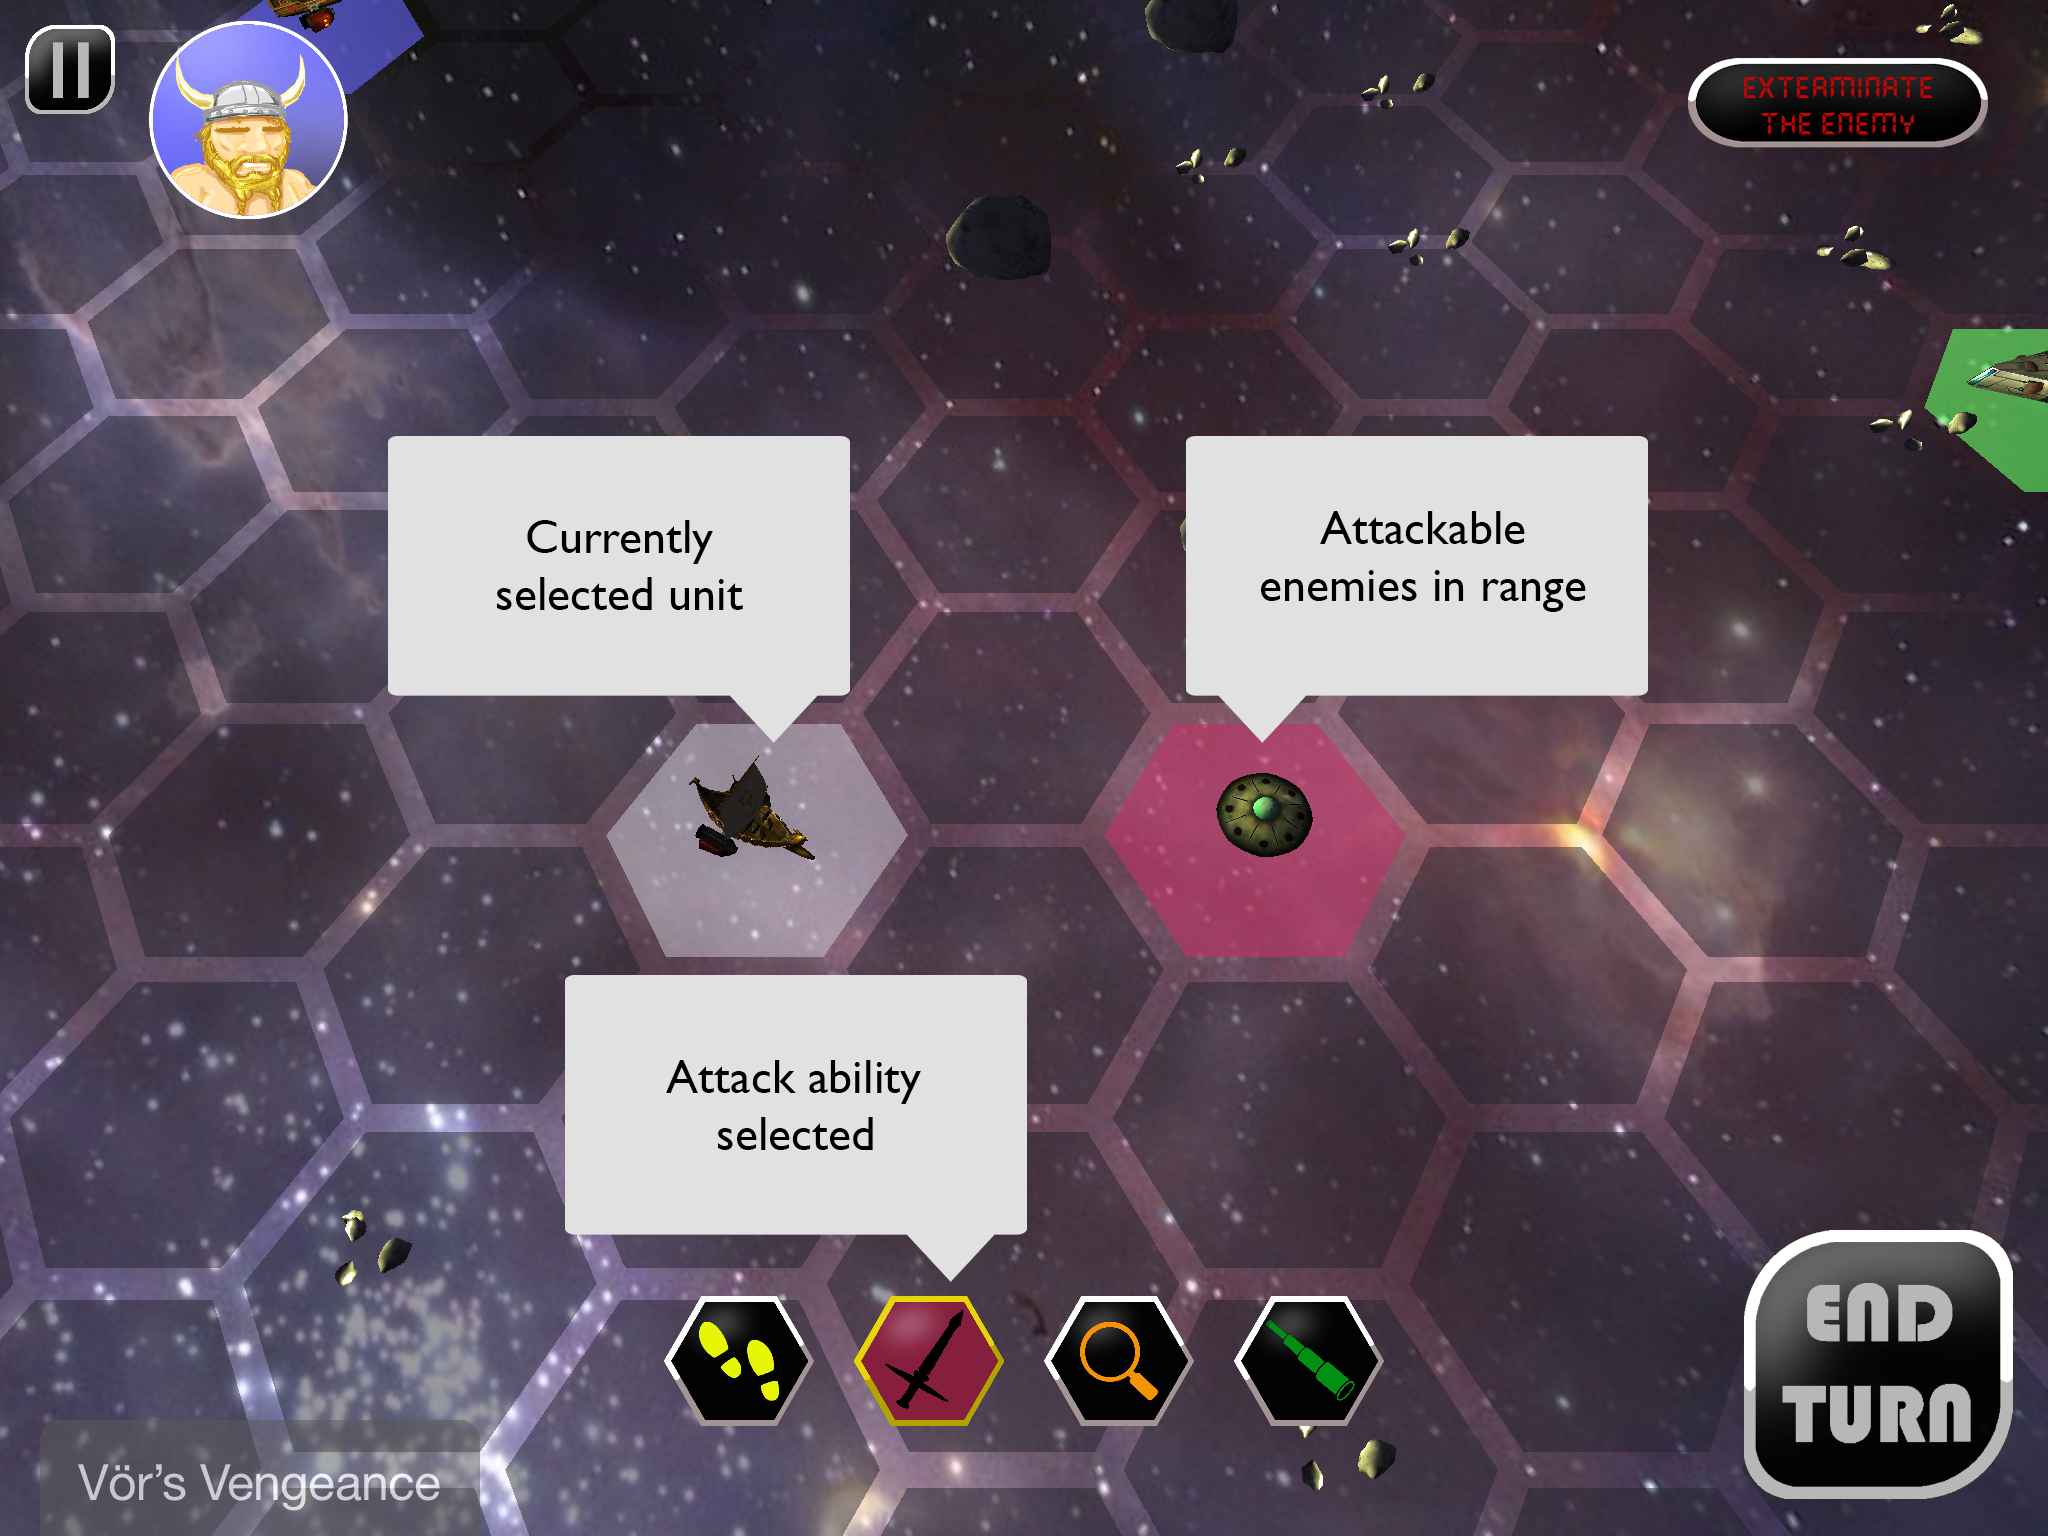 EXTERMINATE
THE ENEMY
Currently
selected unit
Attackable
enemies in range
Attack ability
selected
END
TURN
Vör’s Vengeance